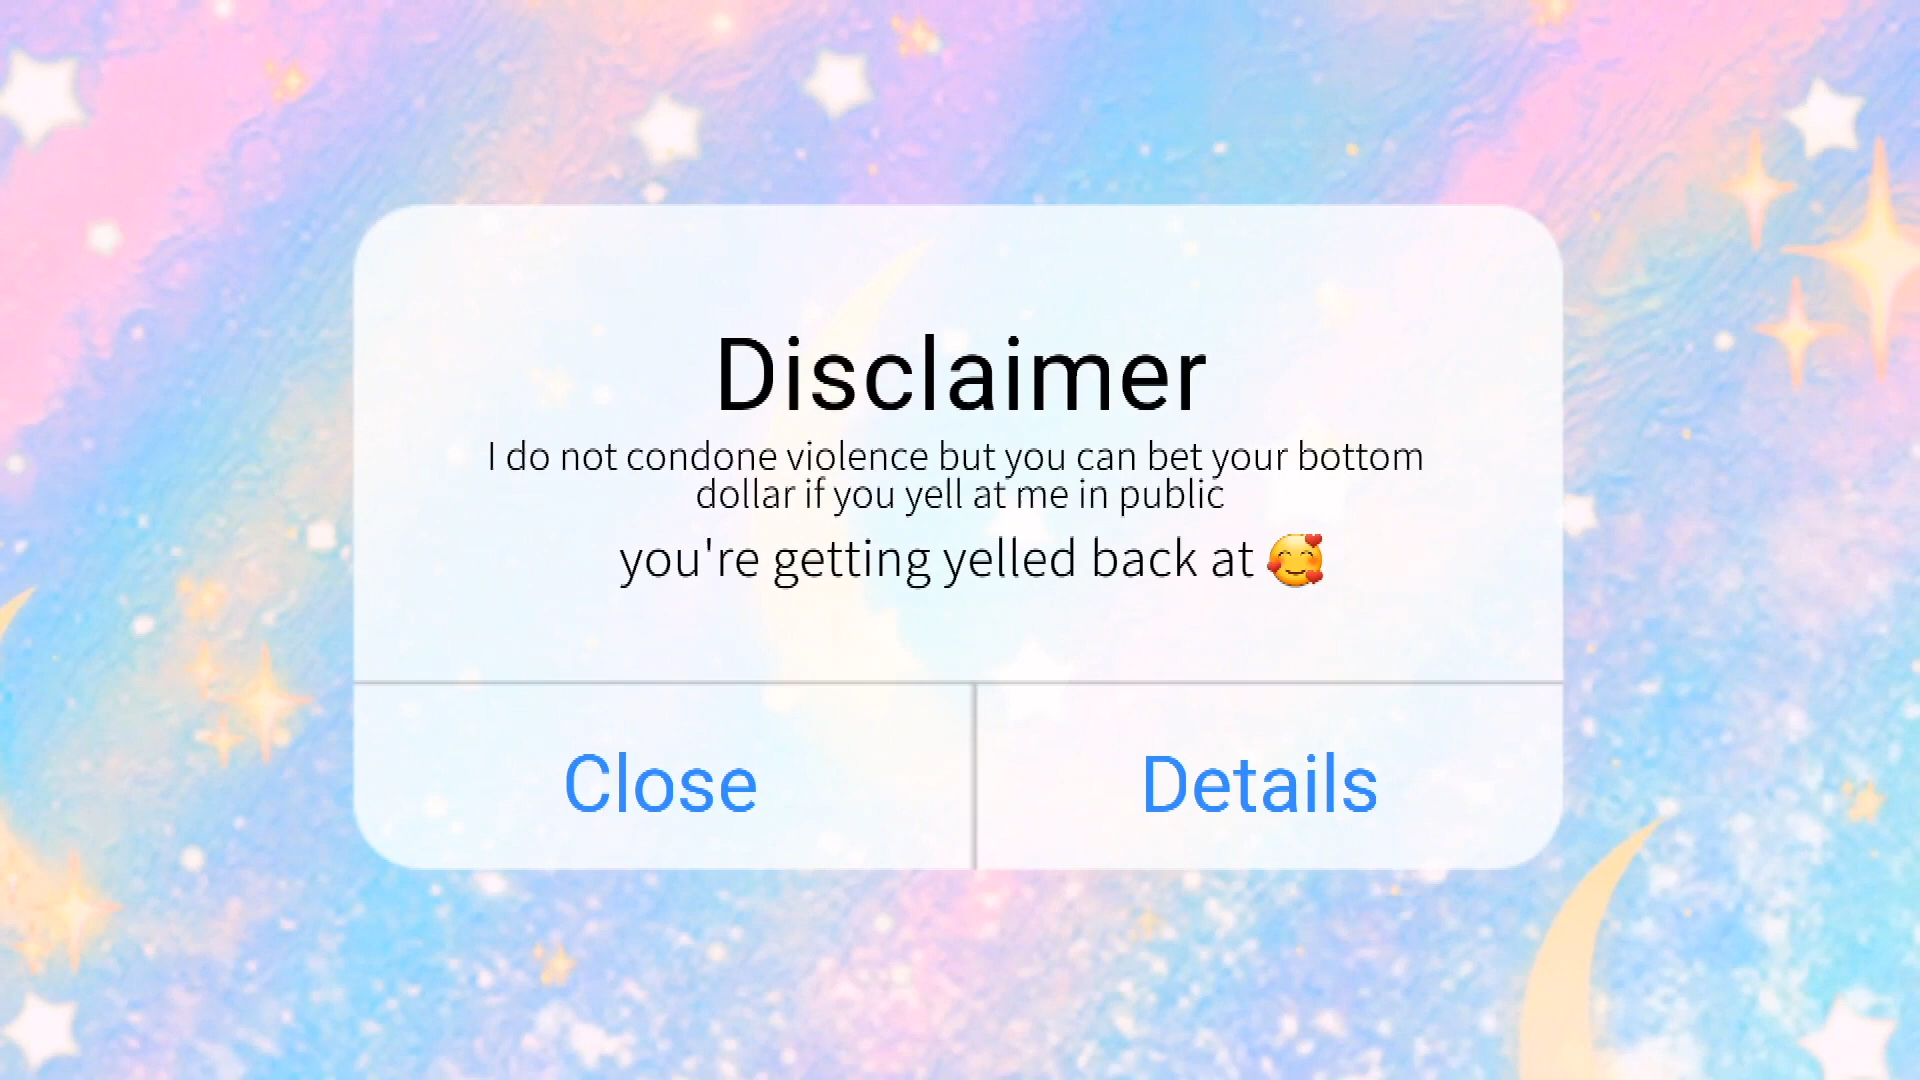 Disclaimer
I do not condone violence but you can bet your bottom
dollar if you yell at me in public
you're getting yelled back at 🥰
Close
Details